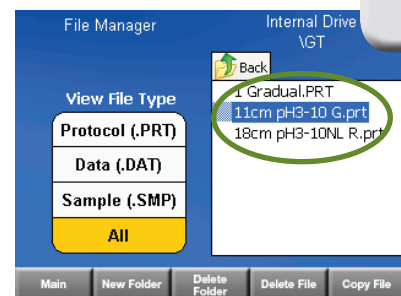 File Manager
Internal Drive
\GT
Back
View File Type
Protocol (.PRT)
Data (.DAT)
Sample (.SMP)
All
1 Gradual.PRT
11cm pH3-10 G.prt
18cm pH3-10NL R.prt
Main
New Folder
Delete Folder
Delete File
Copy File